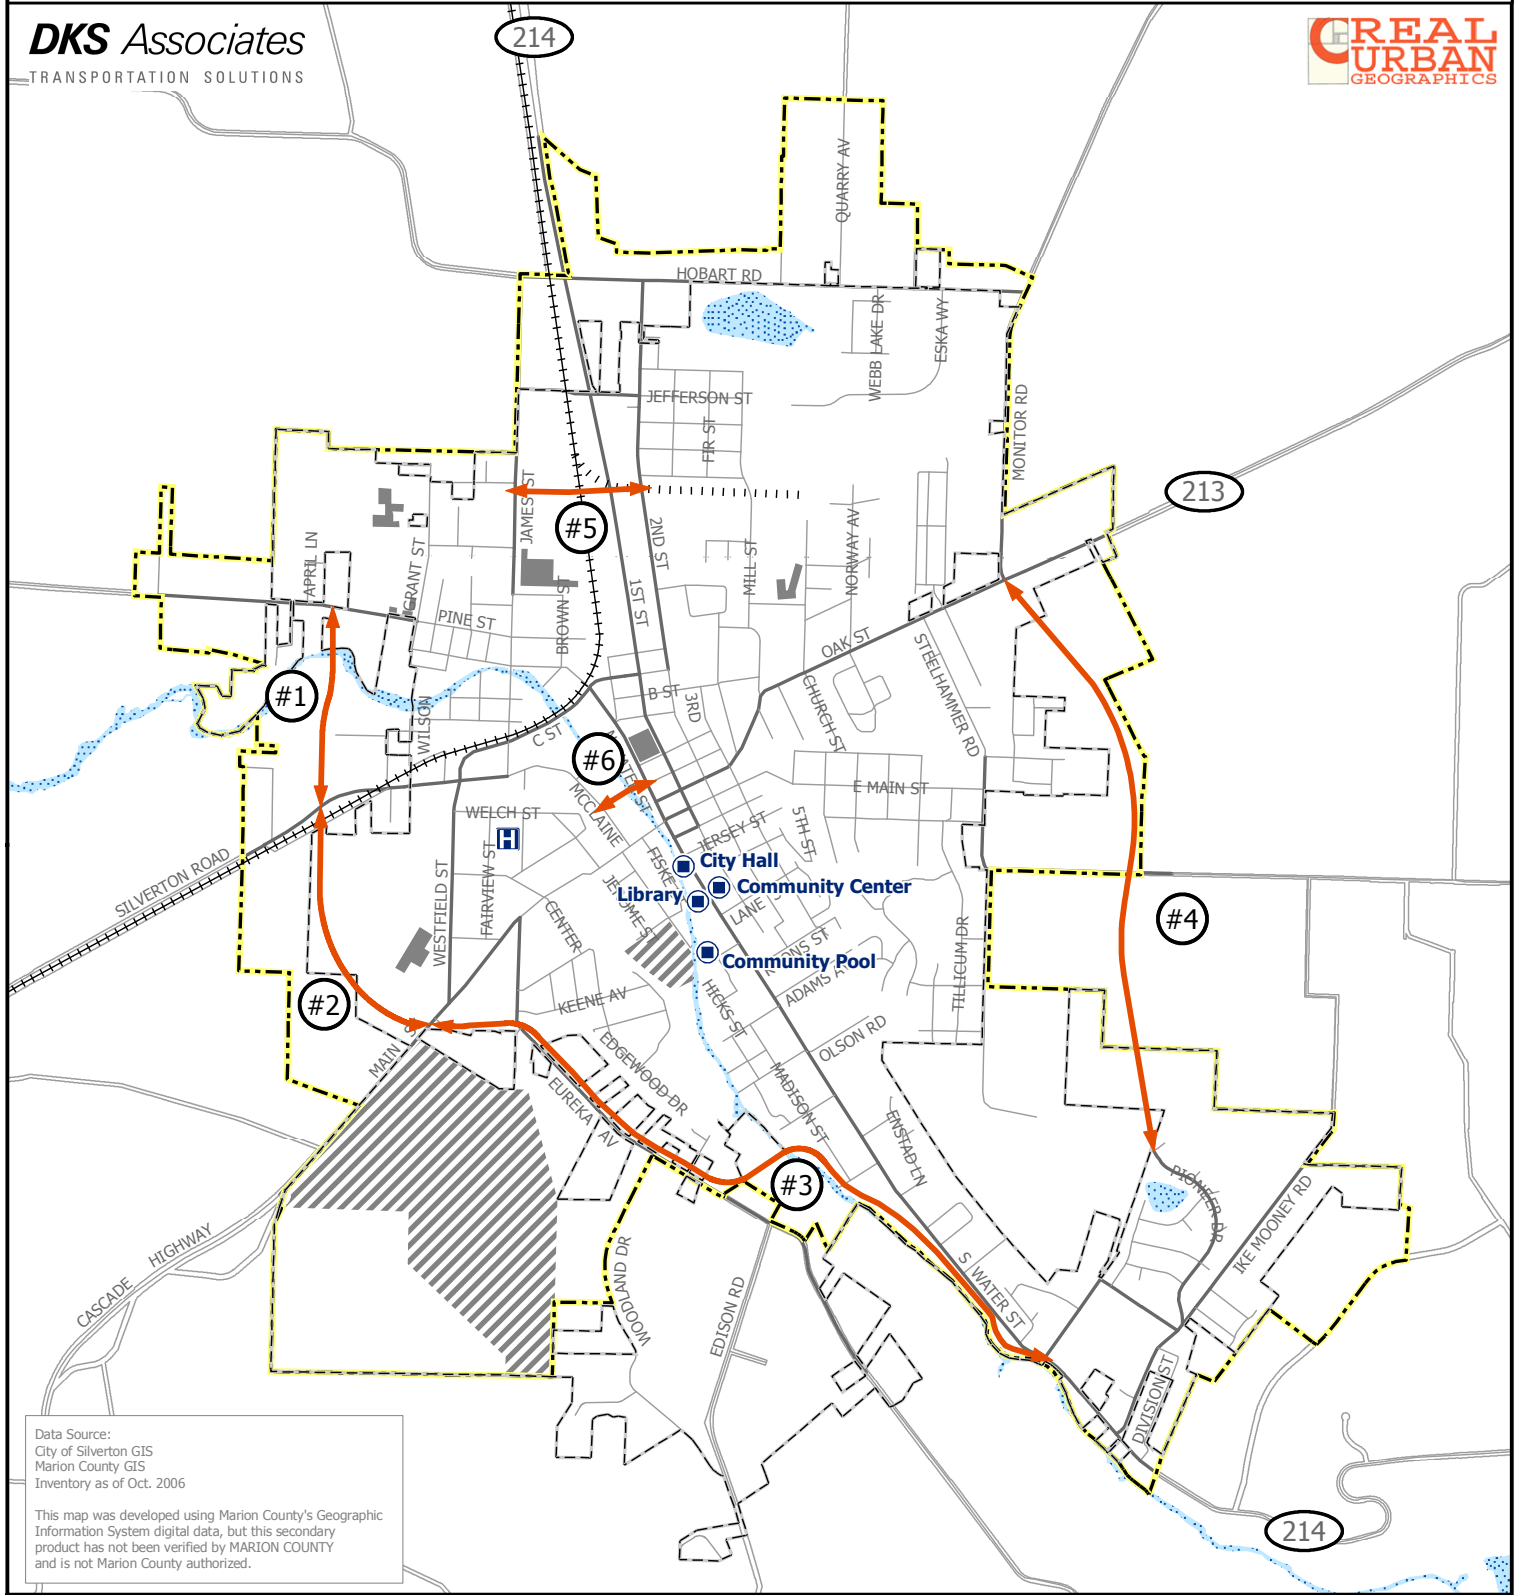 DKS Associates
TRANSPORTATION SOLUTIONS
214
REAL
URBAN
GEOGRAPHICS
QUARRY AV
HOBART RD
WEBB LAKE DR
ESKA WY
JEFFERSON ST
FIR ST
MONITOR RD
213
JAMES ST
#5
2ND ST
MILL ST
NORWAY AV
APRIL LN
GRANT ST
PINE ST
BROWN ST
1ST ST
OAK ST
STEELHAMMER RD
#1
WILSON
B ST
3RD
CHURCH ST
C ST
#6
E MAIN ST
MCCLAINE
WELCH ST
H
JERSEY ST
5TH ST
SILVERTON ROAD
WESTFIELD ST
FAIRVIEW ST
FISKE
City Hall
Community Center
Library
LANE
JEROME ST
CENTER
#4
Community Pool
ADAMS AV
TILLICUM DR
#2
KEENE AV
HICKS ST
OLSON RD
MAIN ST
EDGEWOOD DR
EUREKA AV
MADISON ST
ENSTAD LN
#3
PIONEER DR
IKE MOONEY RD
CASCADE HIGHWAY
WOODLAND DR
EDISON RD
S WATER ST
DIVISION ST
214
Data Source:
City of Silverton GIS
Marion County GIS
Inventory as of Oct. 2006
This map was developed using Marion County's Geographic
Information System digital data, but this secondary
product has not been verified by MARION COUNTY
and is not Marion County authorized.